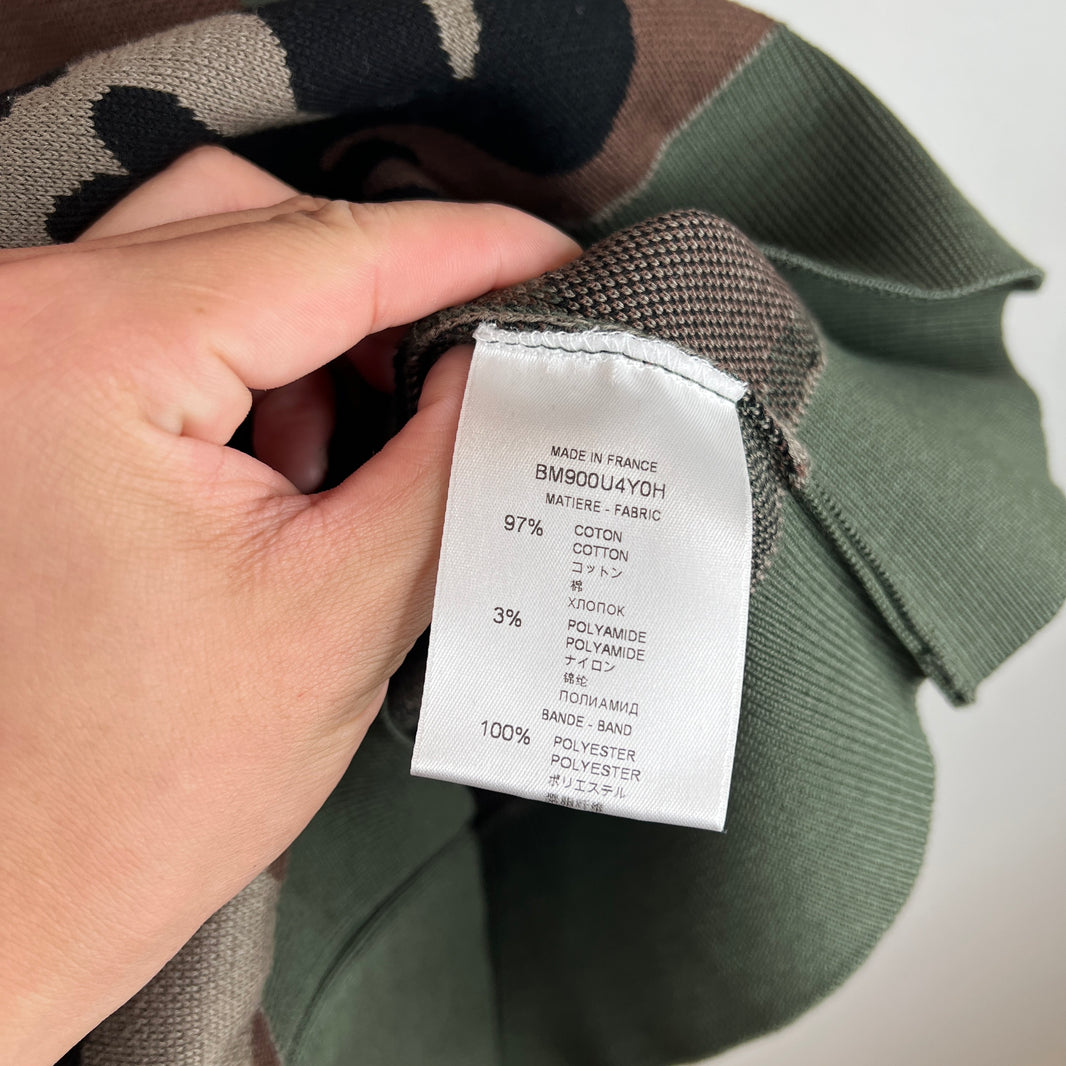 MADE IN FRANCE
BM900U4Y0H
MATIERE - FABRIC
97% COTON
COTTON
コットン
棉
ХЛОПОК
3% POLYAMIDE
POLYAMIDE
ナイロン
锦纶
ПОЛИАМИД
BANDE - BAND
100% POLYESTER
POLYESTER
ポリエステル